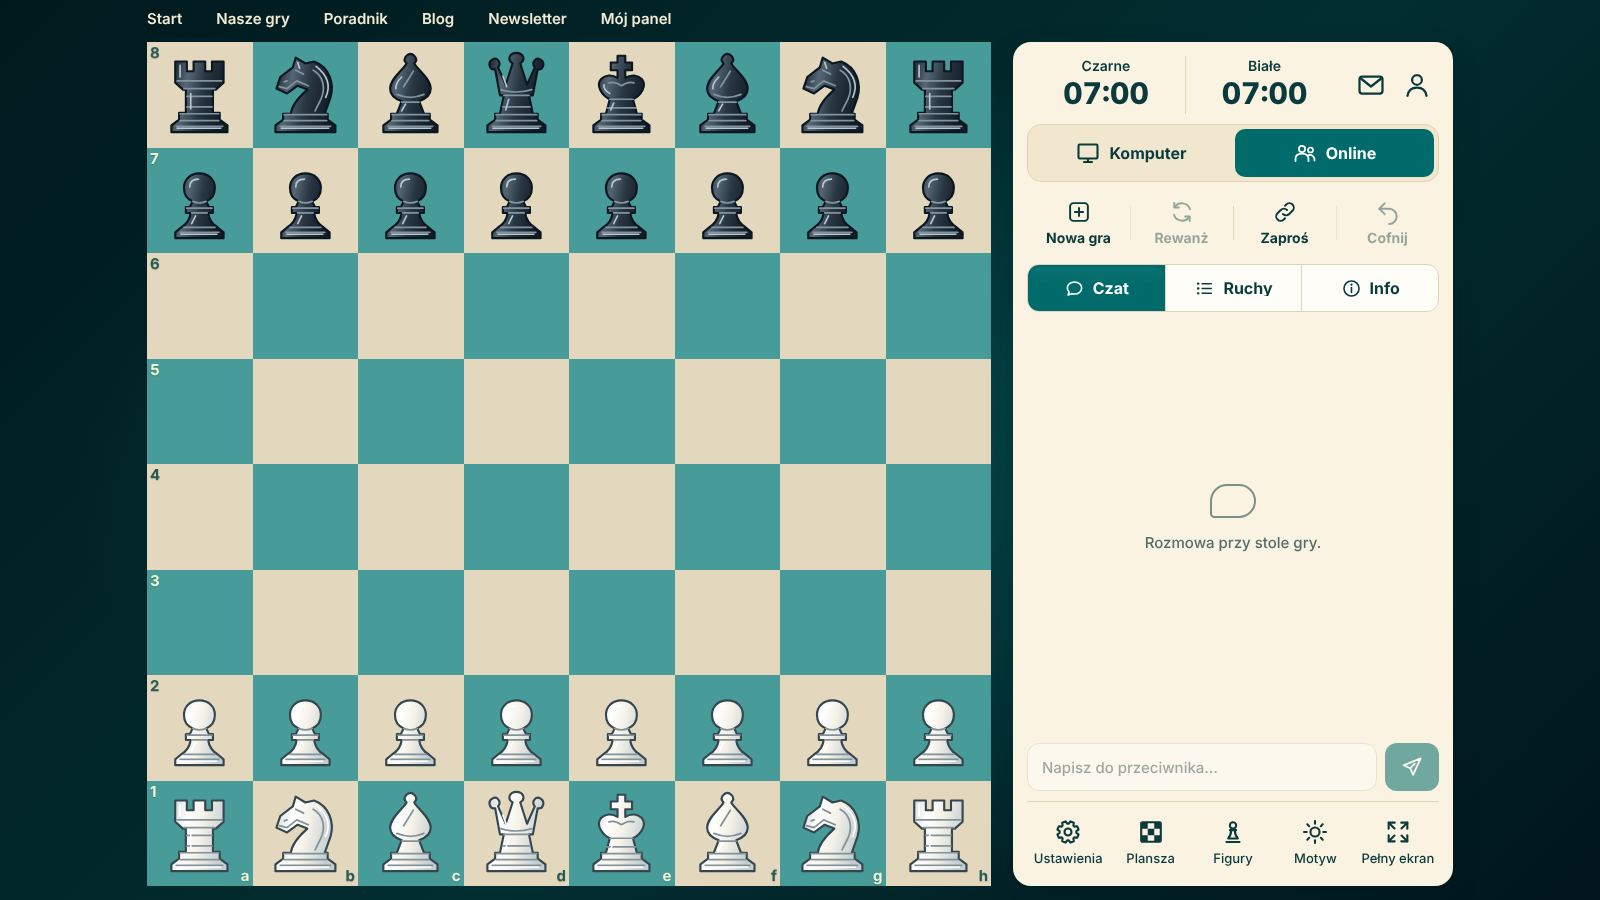 Start Nasze gry Poradnik Blog Newsletter Mój panel
8
7
6
5
4
3
2
1
a b c d e f g h
Czarne Białe
07:00 07:00
Komputer Online
Nowa gra Rewanż Zaproś Cofnij
Czat Ruchy Info
Rozmowa przy stole gry.
Napisz do przeciwnika...
Ustawienia Plansza Figury Motyw Pełny ekran